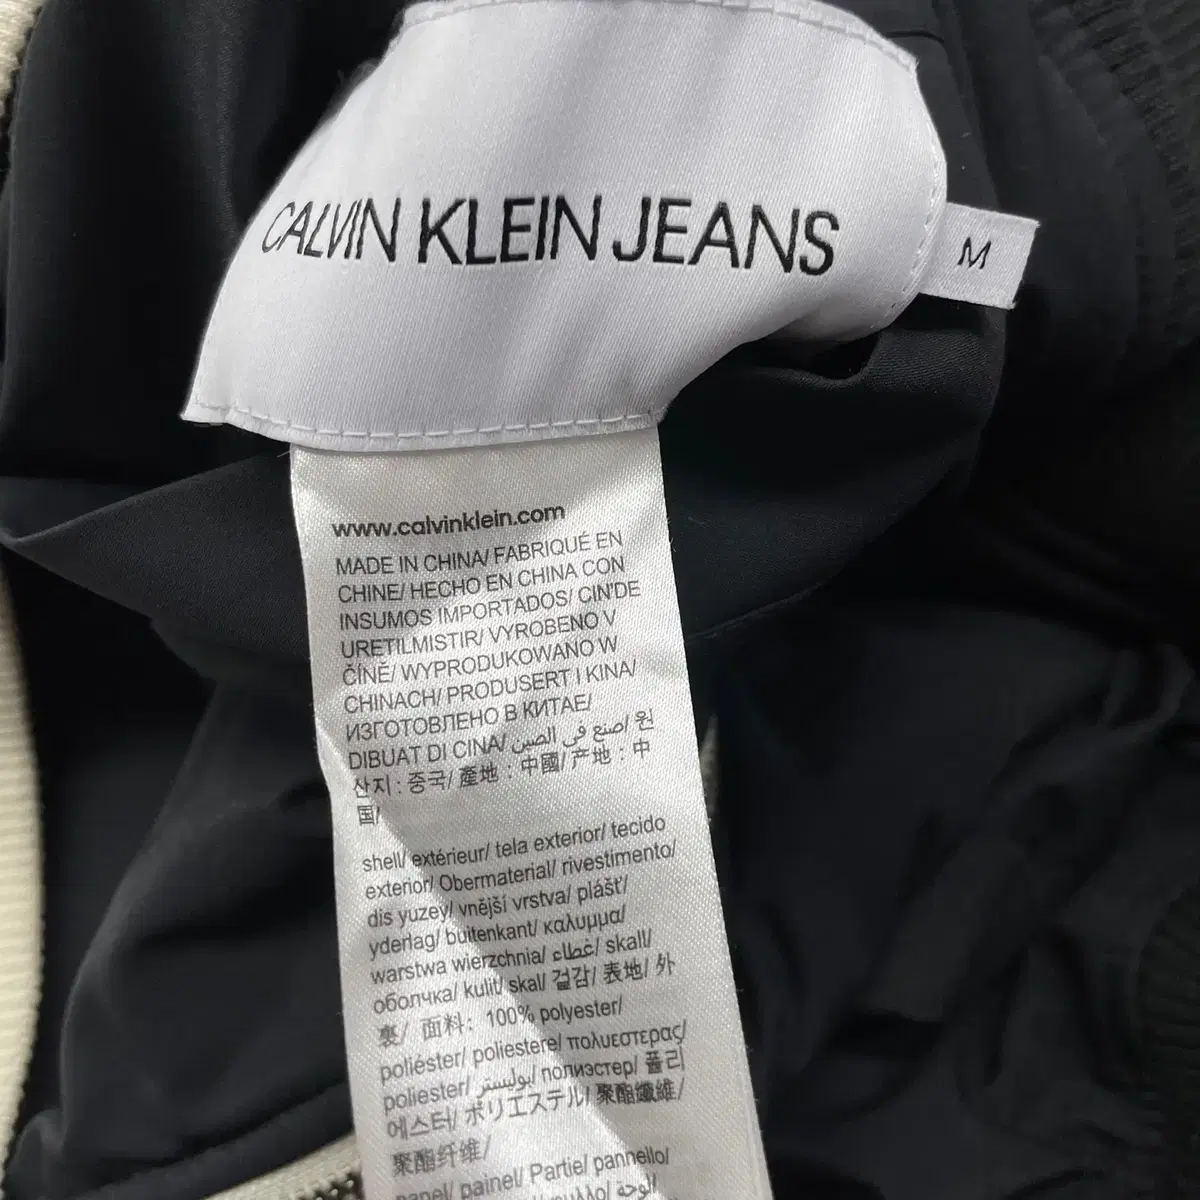 CALVIN KLEIN JEANS
M
www.calvinklein.com
MADE IN CHINA/ FABRIQUÉ EN
CHINE/ HECHO EN CHINA CON
INSUMOS IMPORTADOS/ CIN'DE
URETILMISTIR/ VYROBENO V
ČÍNĚ/ WYPRODUKOWANO W
CHINACH/ PRODUSERT I KINA/
ИЗГОТОВЛЕНО В КИТАЕ/
DIBUAT DI CINA/ صنع في الصين/ 원
산지 : 중국/ 產地 : 中國/ 产地 : 中
国/
shell/ extérieur/ tela exterior/ tecido
exterior/ Obermaterial/ rivestimento/
dis yuzey/ vnější vrstva/ plášť/
yderlag/ buitenkant/ καλυμμα/
warstwa wierzchnia/ غطاء/ skall/
оболчка/ kulit/ skal/ 겉감/ 表地/ 外
裹/ 面料: 100% polyester/
poliéster/ poliestere/ πολυεστερας/
poliester/ بوليستر/ полиэстер/ 폴리
에스터/ ポリエステル/ 聚酯纖維/
聚酯纤维/
panel/ painel/ Partie/ pannello/
لوحة/